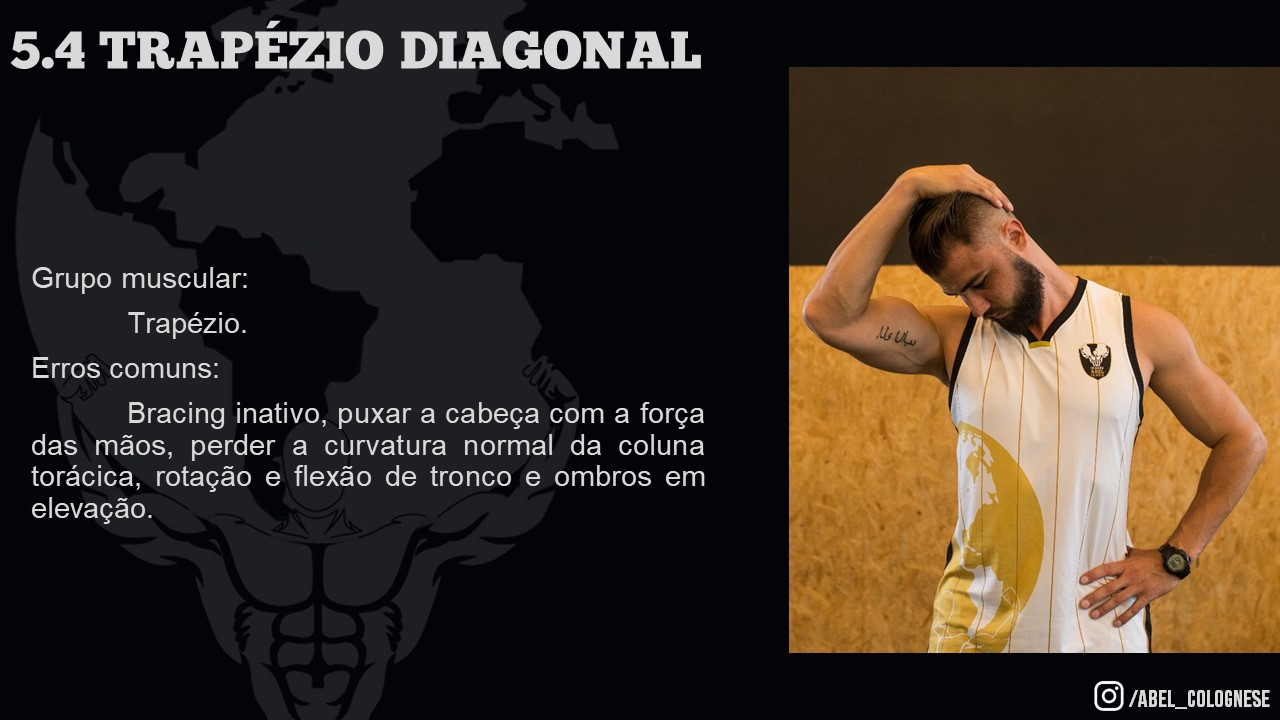 5.4 TRAPÉZIO DIAGONAL
Grupo muscular:
Trapézio.
Erros comuns:
Bracing inativo, puxar a cabeça com a força
das mãos, perder a curvatura normal da coluna
torácica, rotação e flexão de tronco e ombros em
elevação.
/ABEL_COLOGNESE